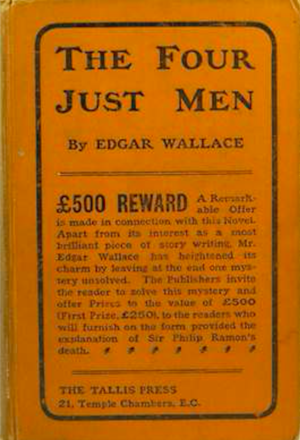 THE FOUR
JUST MEN
By EDGAR WALLACE
£500 REWARD A Remark-
able Offer
is made in connection with this Novel.
Apart from its interest as a most
brilliant piece of story writing, Mr.
Edgar Wallace has heightened its
charm by leaving at the end one mys-
tery unsolved. The Publishers invite
the reader to solve this mystery and
offer Prizes to the value of £500
(First Prize, £250), to the readers who
will furnish on the form provided the
explanation of Sir Philip Ramon's
death.
THE TALLIS PRESS
21, Temple Chambers, E.C.